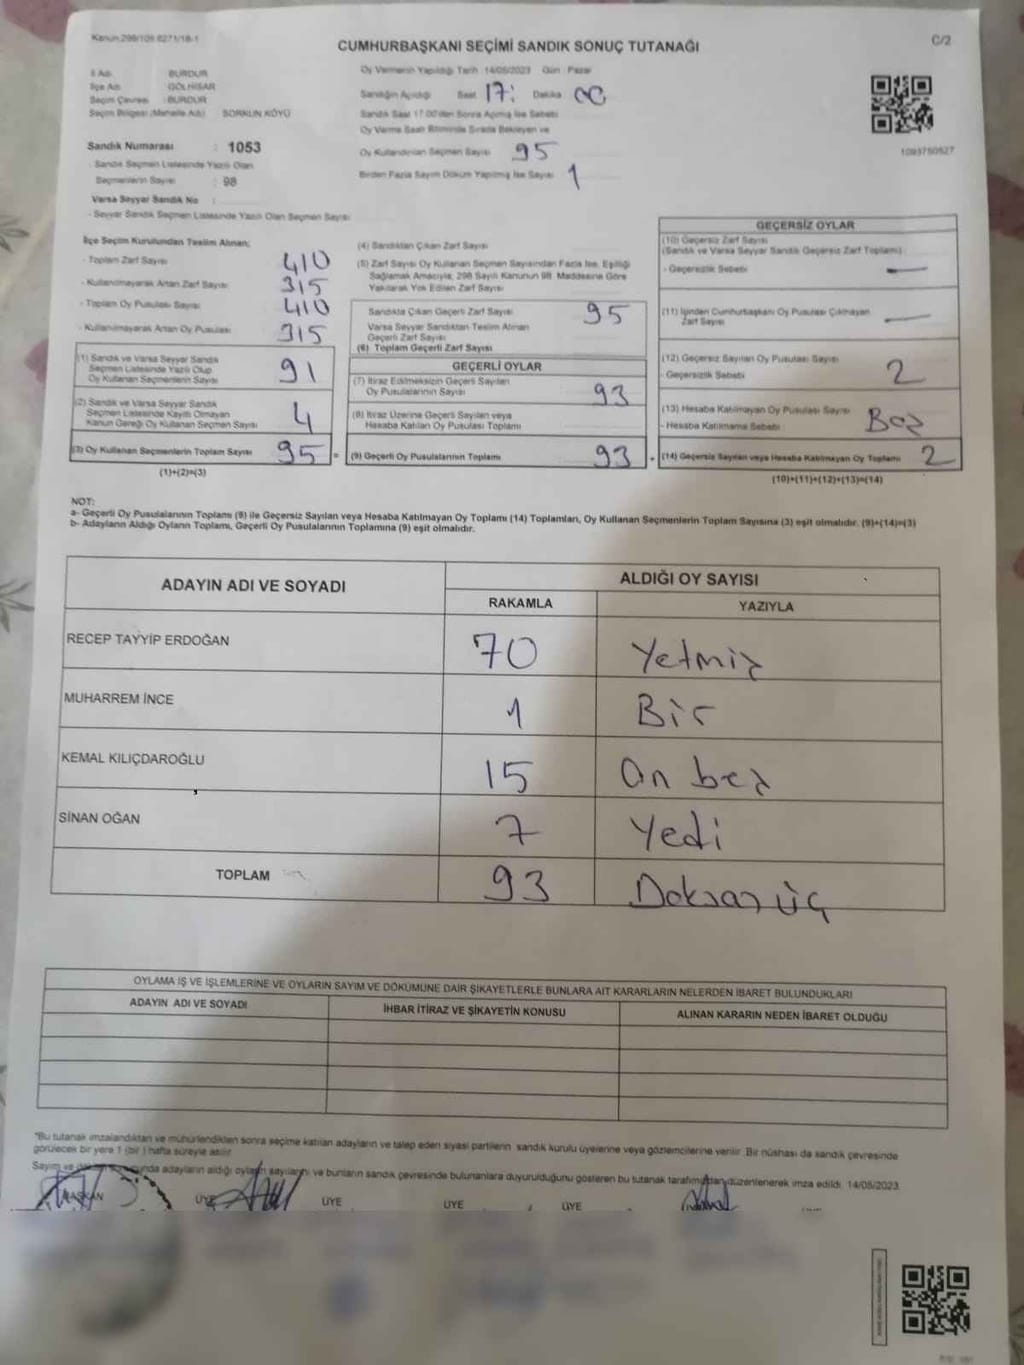 Kanun 298/105 6271/18-1
C/2
CUMHURBAŞKANI SEÇİMİ SANDIK SONUÇ TUTANAĞI
İl Adı : BURDUR
İlçe Adı : GÖLHİSAR
Seçim Çevresi : BURDUR
Seçim Bölgesi (Mahalle Adı) : SORKUN KÖYÜ
Sandık Numarası : 1053
- Sandık Seçmen Listesinde Yazılı Olan
Seçmenlerin Sayısı : 98
Varsa Seyyar Sandık No :
- Seyyar Sandık Seçmen Listesinde Yazılı Olan Seçmen Sayısı
Oy Vermenin Yapıldığı Tarih :14/05/2023 Gün : Pazar
Sandığın Açıldığı Saat 17: Dakika 00
Sandık Saat 17.00'den Sonra Açılmış İse Sebebi
Oy Verme Saati Bitiminde Sırada Bekleyen ve
Oy Kullandırılan Seçmen Sayısı 95
Birden Fazla Sayım Döküm Yapılmış İse Sayısı 1
1093750527
İlçe Seçim Kurulundan Teslim Alınan;
- Toplam Zarf Sayısı 410
- Kullanılmayarak Artan Zarf Sayısı 315
- Toplam Oy Pusulası Sayısı 410
- Kullanılmayarak Artan Oy Pusulası 315
(1) Sandık ve Varsa Seyyar Sandık
Seçmen Listesinde Yazılı Olup
Oy Kullanan Seçmenlerin Sayısı 91
(2) Sandık ve Varsa Seyyar Sandık
Seçmen Listesinde Kayıtlı Olmayan
Kanun Gereği Oy Kullanan Seçmen Sayısı 4
(3) Oy Kullanan Seçmenlerin Toplam Sayısı 95 =
(1)+(2)=(3)
(4) Sandıktan Çıkan Zarf Sayısı
(5) Zarf Sayısı Oy Kullanan Seçmen Sayısından Fazla İse, Eşitliği
Sağlamak Amacıyla, 298 Sayılı Kanunun 98. Maddesine Göre
Yakılarak Yok Edilen Zarf Sayısı
Sandıkta Çıkan Geçerli Zarf Sayısı 95
Varsa Seyyar Sandıktan Teslim Alınan
Geçerli Zarf Sayısı
(6) Toplam Geçerli Zarf Sayısı
GEÇERLİ OYLAR
(7) İtiraz Edilmeksizin Geçerli Sayılan
Oy Pusulalarının Sayısı 93
(8) İtiraz Üzerine Geçerli Sayılan veya
Hesaba Katılan Oy Pusulası Toplamı
(9) Geçerli Oy Pusulalarının Toplamı 93 +
GEÇERSİZ OYLAR
(10) Geçersiz Zarf Sayısı
(Sandık ve Varsa Seyyar Sandık Geçersiz Zarf Toplamı)
- Geçersizlik Sebebi —
(11) İçinden Cumhurbaşkanı Oy Pusulası Çıkmayan
Zarf Sayısı —
(12) Geçersiz Sayılan Oy Pusulası Sayısı
- Geçersizlik Sebebi 2
(13) Hesaba Katılmayan Oy Pusulası Sayısı
- Hesaba Katılmama Sebebi Boş
(14) Geçersiz Sayılan veya Hesaba Katılmayan Oy Toplamı 2
(10)+(11)+(12)+(13)=(14)
NOT:
a- Geçerli Oy Pusulasının Toplamı (9) ile Geçersiz Sayılan veya Hesaba Katılmayan Oy Toplamı (14) Toplamları, Oy Kullanan Seçmenlerin Toplam Sayısına (3) eşit olmalıdır. (9)+(14)=(3)
b- Adayların Aldığı Oyların Toplamı, Geçerli Oy Pusulalarının Toplamına (9) eşit olmalıdır.
ADAYIN ADI VE SOYADI
ALDIĞI OY SAYISI
RAKAMLA YAZIYLA
RECEP TAYYİP ERDOĞAN 70 Yetmiş
MUHARREM İNCE 1 Bir
KEMAL KILIÇDAROĞLU 15 On beş
SİNAN OĞAN 7 Yedi
TOPLAM 93 Doksan üç
OYLAMA İŞ VE İŞLEMLERİNE VE OYLARIN SAYIM VE DÖKÜMÜNE DAİR ŞİKAYETLERLE BUNLARA AİT KARARLARIN NELERDEN İBARET BULUNDUKLARI
ADAYIN ADI VE SOYADI İHBAR İTİRAZ VE ŞİKAYETİN KONUSU ALINAN KARARIN NEDEN İBARET OLDUĞU
*Bu tutanak imzalandıktan ve mühürlendikten sonra seçime katılan adayların ve talep eden siyasi partilerin sandık kurulu üyelerine veya gözlemcilerine verilir. Bir nüshası da sandık çevresinde
görülecek bir yere 1 (bir) hafta süreyle asılır.
Sayım ve sonucunda adayların aldığı oyların sayılarını ve bunların sandık çevresinde bulunanlara duyurulduğunu gösteren bu tutanak tarafımızdan düzenlenerek imza edildi. 14/05/2023
BAŞKAN ÜYE ÜYE ÜYE ÜYE